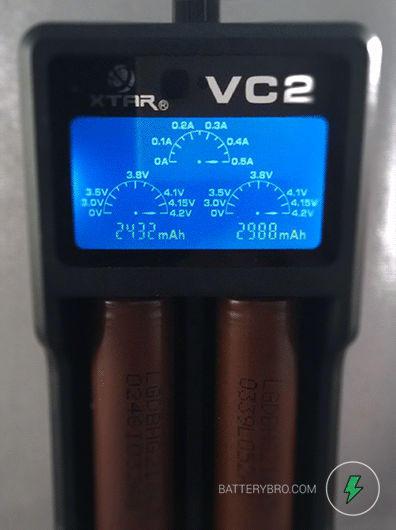 XTAR®
VC2
0.2A 0.3A
0.1A 0.4A
0A 0.5A
3.8V 3.8V
3.5V 4.1V 3.5V 4.1V
3.0V 4.15V 3.0V 4.15V
0V 4.2V 0V 4.2V
2432mAh 2988mAh
BATTERYBRO.COM